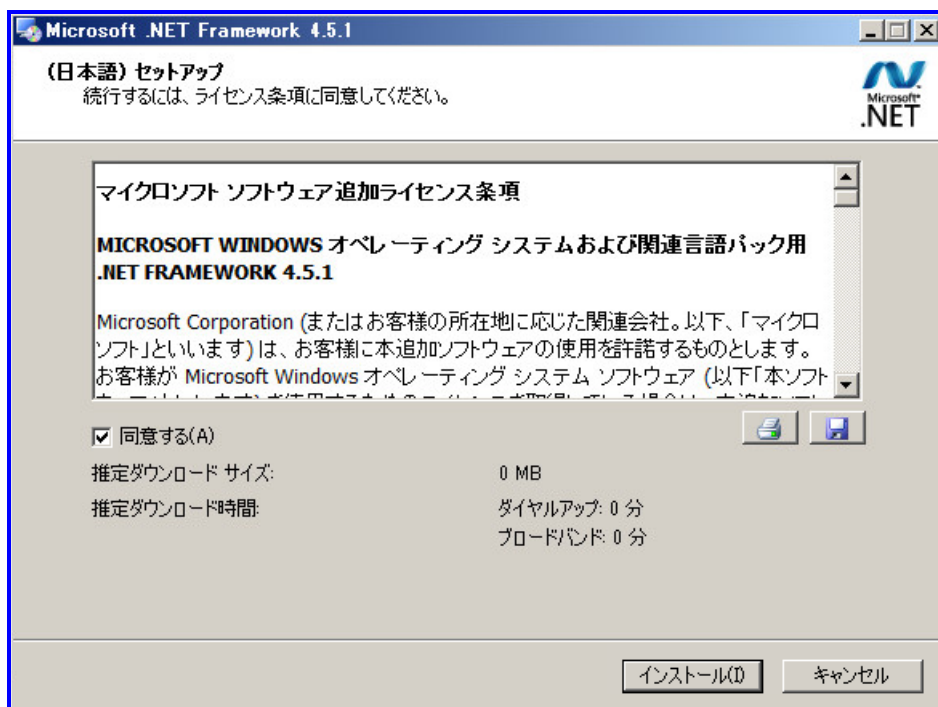 Microsoft .NET Framework 4.5.1
(日本語) セットアップ
続行するには、ライセンス条項に同意してください。
Microsoft
.NET
マイクロソフト ソフトウェア追加ライセンス条項
MICROSOFT WINDOWS オペレーティング システムおよび関連言語パック用
.NET FRAMEWORK 4.5.1
Microsoft Corporation (またはお客様の所在地に応じた関連会社。以下、「マイクロ
ソフト」といいます) は、お客様に本追加ソフトウェアの使用を許諾するものとします。
お客様が Microsoft Windows オペレーティング システム ソフトウェア (以下「本ソフト
同意する(A)
推定ダウンロード サイズ: 0 MB
推定ダウンロード時間: ダイヤルアップ: 0 分
ブロードバンド: 0 分
インストール(I)
キャンセル